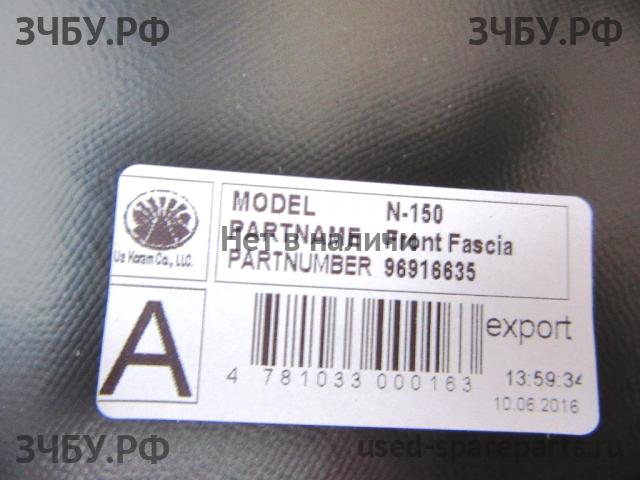 ЗЧБУ.РФ ЗЧБУ.РФ
MODEL N-150
PARTNAME Front Fascia
Нет в наличии
PARTNUMBER 96916635
Uz Koram Co., LLC.
A
export
4 781033 000163
13:59:34
10.06.2016
ЗЧБУ.РФ
used-spareparts.ru